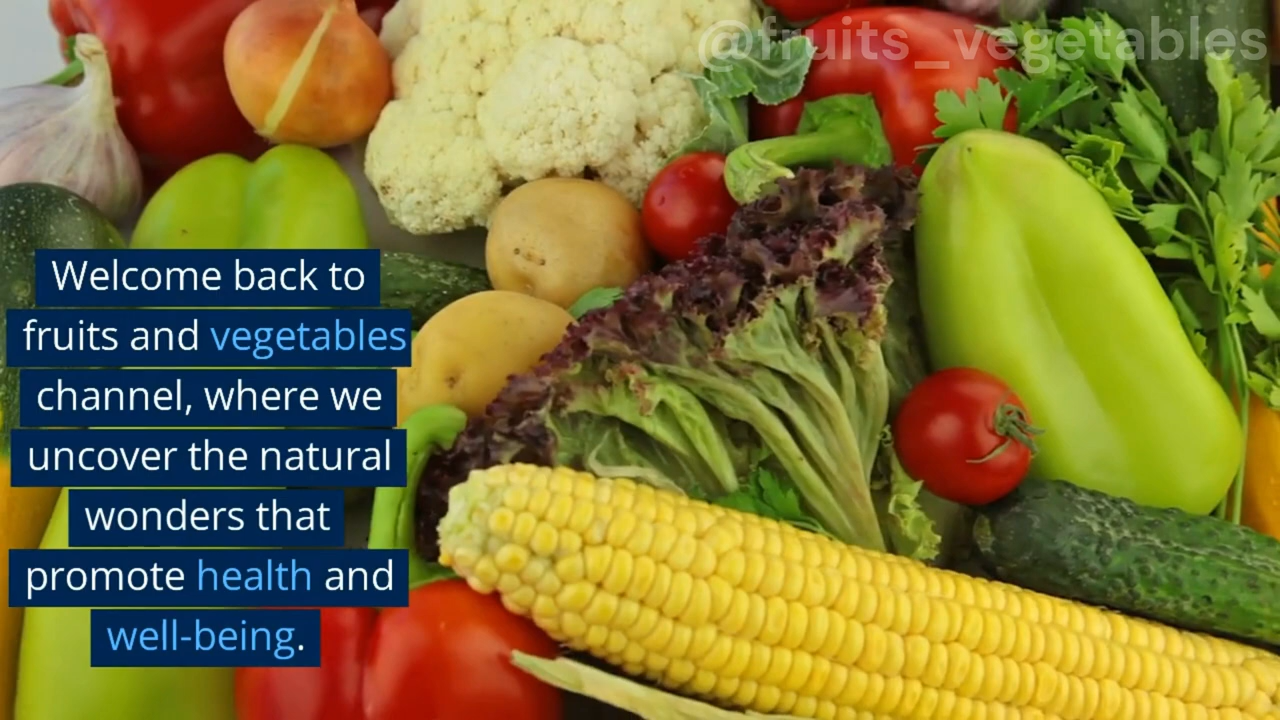 @fruits_vegetables
Welcome back to
fruits and vegetables
channel, where we
uncover the natural
wonders that
promote health and
well-being.